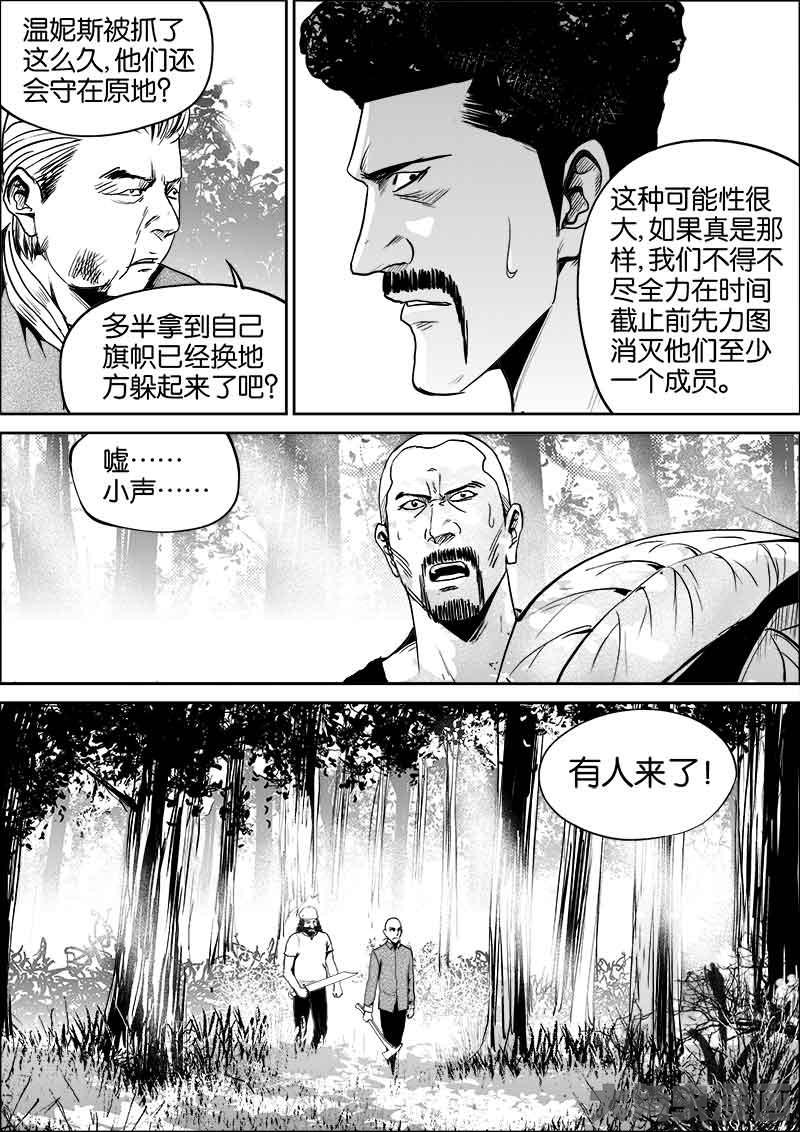 温妮斯被抓了
这么久,他们还
会守在原地?
多半拿到自己
旗帜已经换地
方躲起来了吧?
这种可能性很
大,如果真是那
样,我们不得不
尽全力在时间
截止前先力图
消灭他们至少
一个成员。
嘘……
小声……
有人来了!